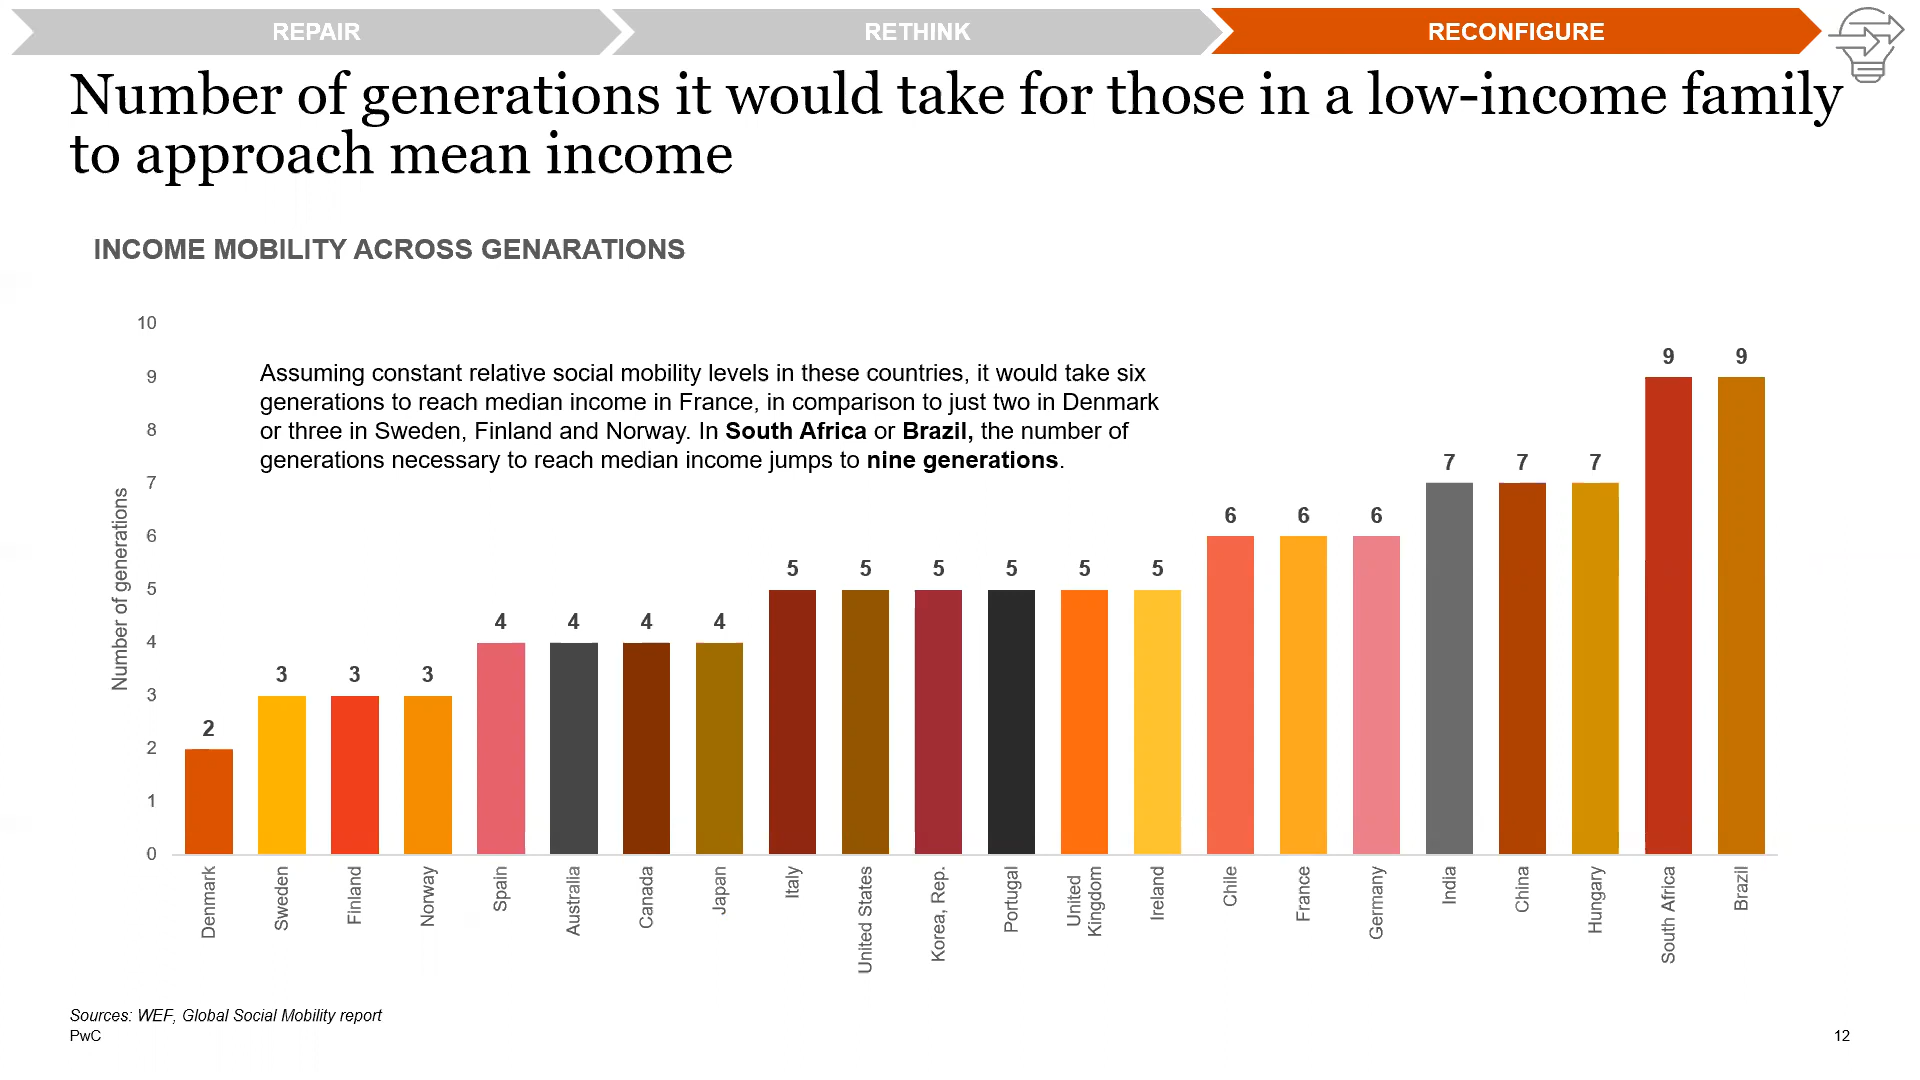 REPAIR
RETHINK
RECONFIGURE
Number of generations it would take for those in a low-income family
to approach mean income
INCOME MOBILITY ACROSS GENARATIONS
Assuming constant relative social mobility levels in these countries, it would take six
generations to reach median income in France, in comparison to just two in Denmark
or three in Sweden, Finland and Norway. In South Africa or Brazil, the number of
generations necessary to reach median income jumps to nine generations.
Number of generations
10
9
8
7
6
5
4
3
2
1
0
2
3
3
3
4
4
4
4
5
5
5
5
5
5
6
6
6
7
7
7
9
9
Denmark
Sweden
Finland
Norway
Spain
Australia
Canada
Japan
Italy
United States
Korea, Rep.
Portugal
United
Kingdom
Ireland
Chile
France
Germany
India
China
Hungary
South Africa
Brazil
Sources: WEF, Global Social Mobility report
PwC
12